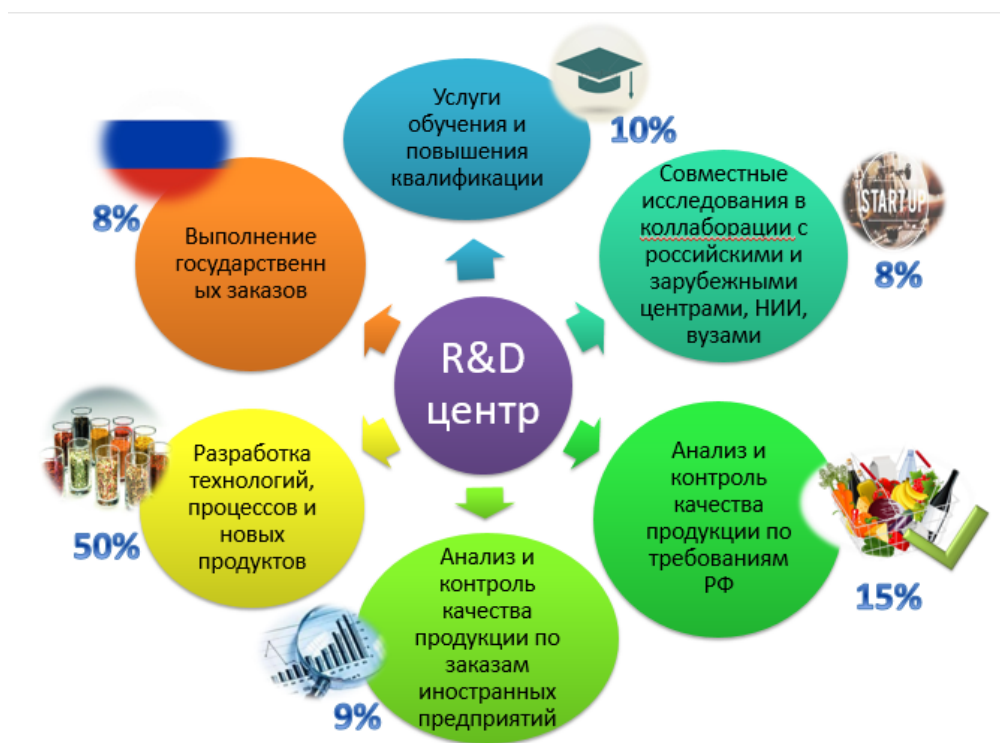 Услуги
обучения и
повышения
квалификации
10%
Совместные
исследования в
коллаборации с
российскими и
зарубежными
центрами, НИИ,
вузами
STARTUP
8%
Выполнение
государственн
ых заказов
8%
R&D
центр
Разработка
технологий,
процессов и
новых
продуктов
50%
Анализ и
контроль
качества
продукции по
требованиям
РФ
15%
Анализ и
контроль
качества
продукции по
заказам
иностранных
предприятий
9%